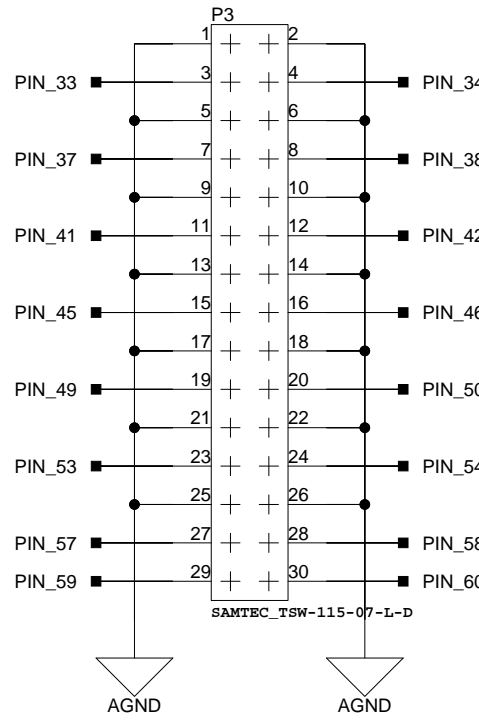 P3
1 2
PIN_33 3 4 PIN_34
5 6
PIN_37 7 8 PIN_38
9 10
PIN_41 11 12 PIN_42
13 14
PIN_45 15 16 PIN_46
17 18
PIN_49 19 20 PIN_50
21 22
PIN_53 23 24 PIN_54
25 26
PIN_57 27 28 PIN_58
PIN_59 29 30 PIN_60
SAMTEC_TSW-115-07-L-D
AGND AGND